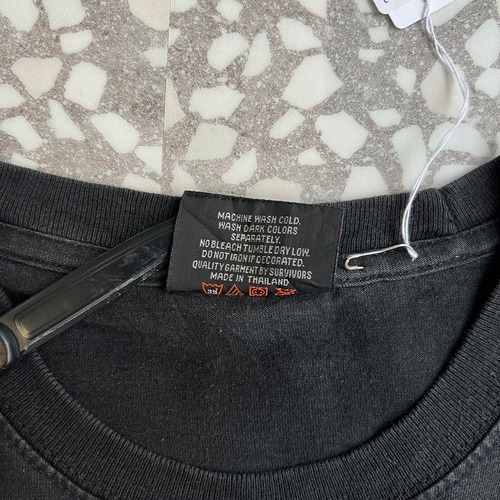 MACHINE WASH COLD.
WASH DARK COLORS
SEPARATELY.
NO BLEACH TUMBLE DRY LOW.
DO NOT IRON IF DECORATED.
QUALITY GARMENT BY SURVIVORS
MADE IN THAILAND